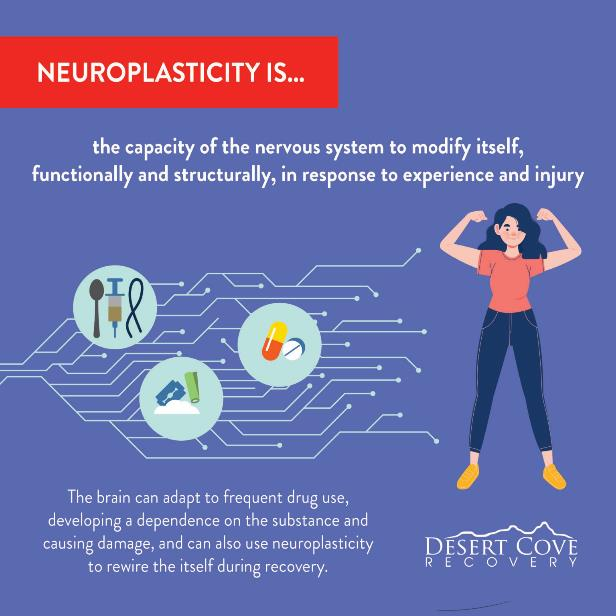 NEUROPLASTICITY IS...
the capacity of the nervous system to modify itself,
functionally and structurally, in response to experience and injury
The brain can adapt to frequent drug use,
developing a dependence on the substance and
causing damage, and can also use neuroplasticity
to rewire the itself during recovery.
DESERT COVE
RECOVERY